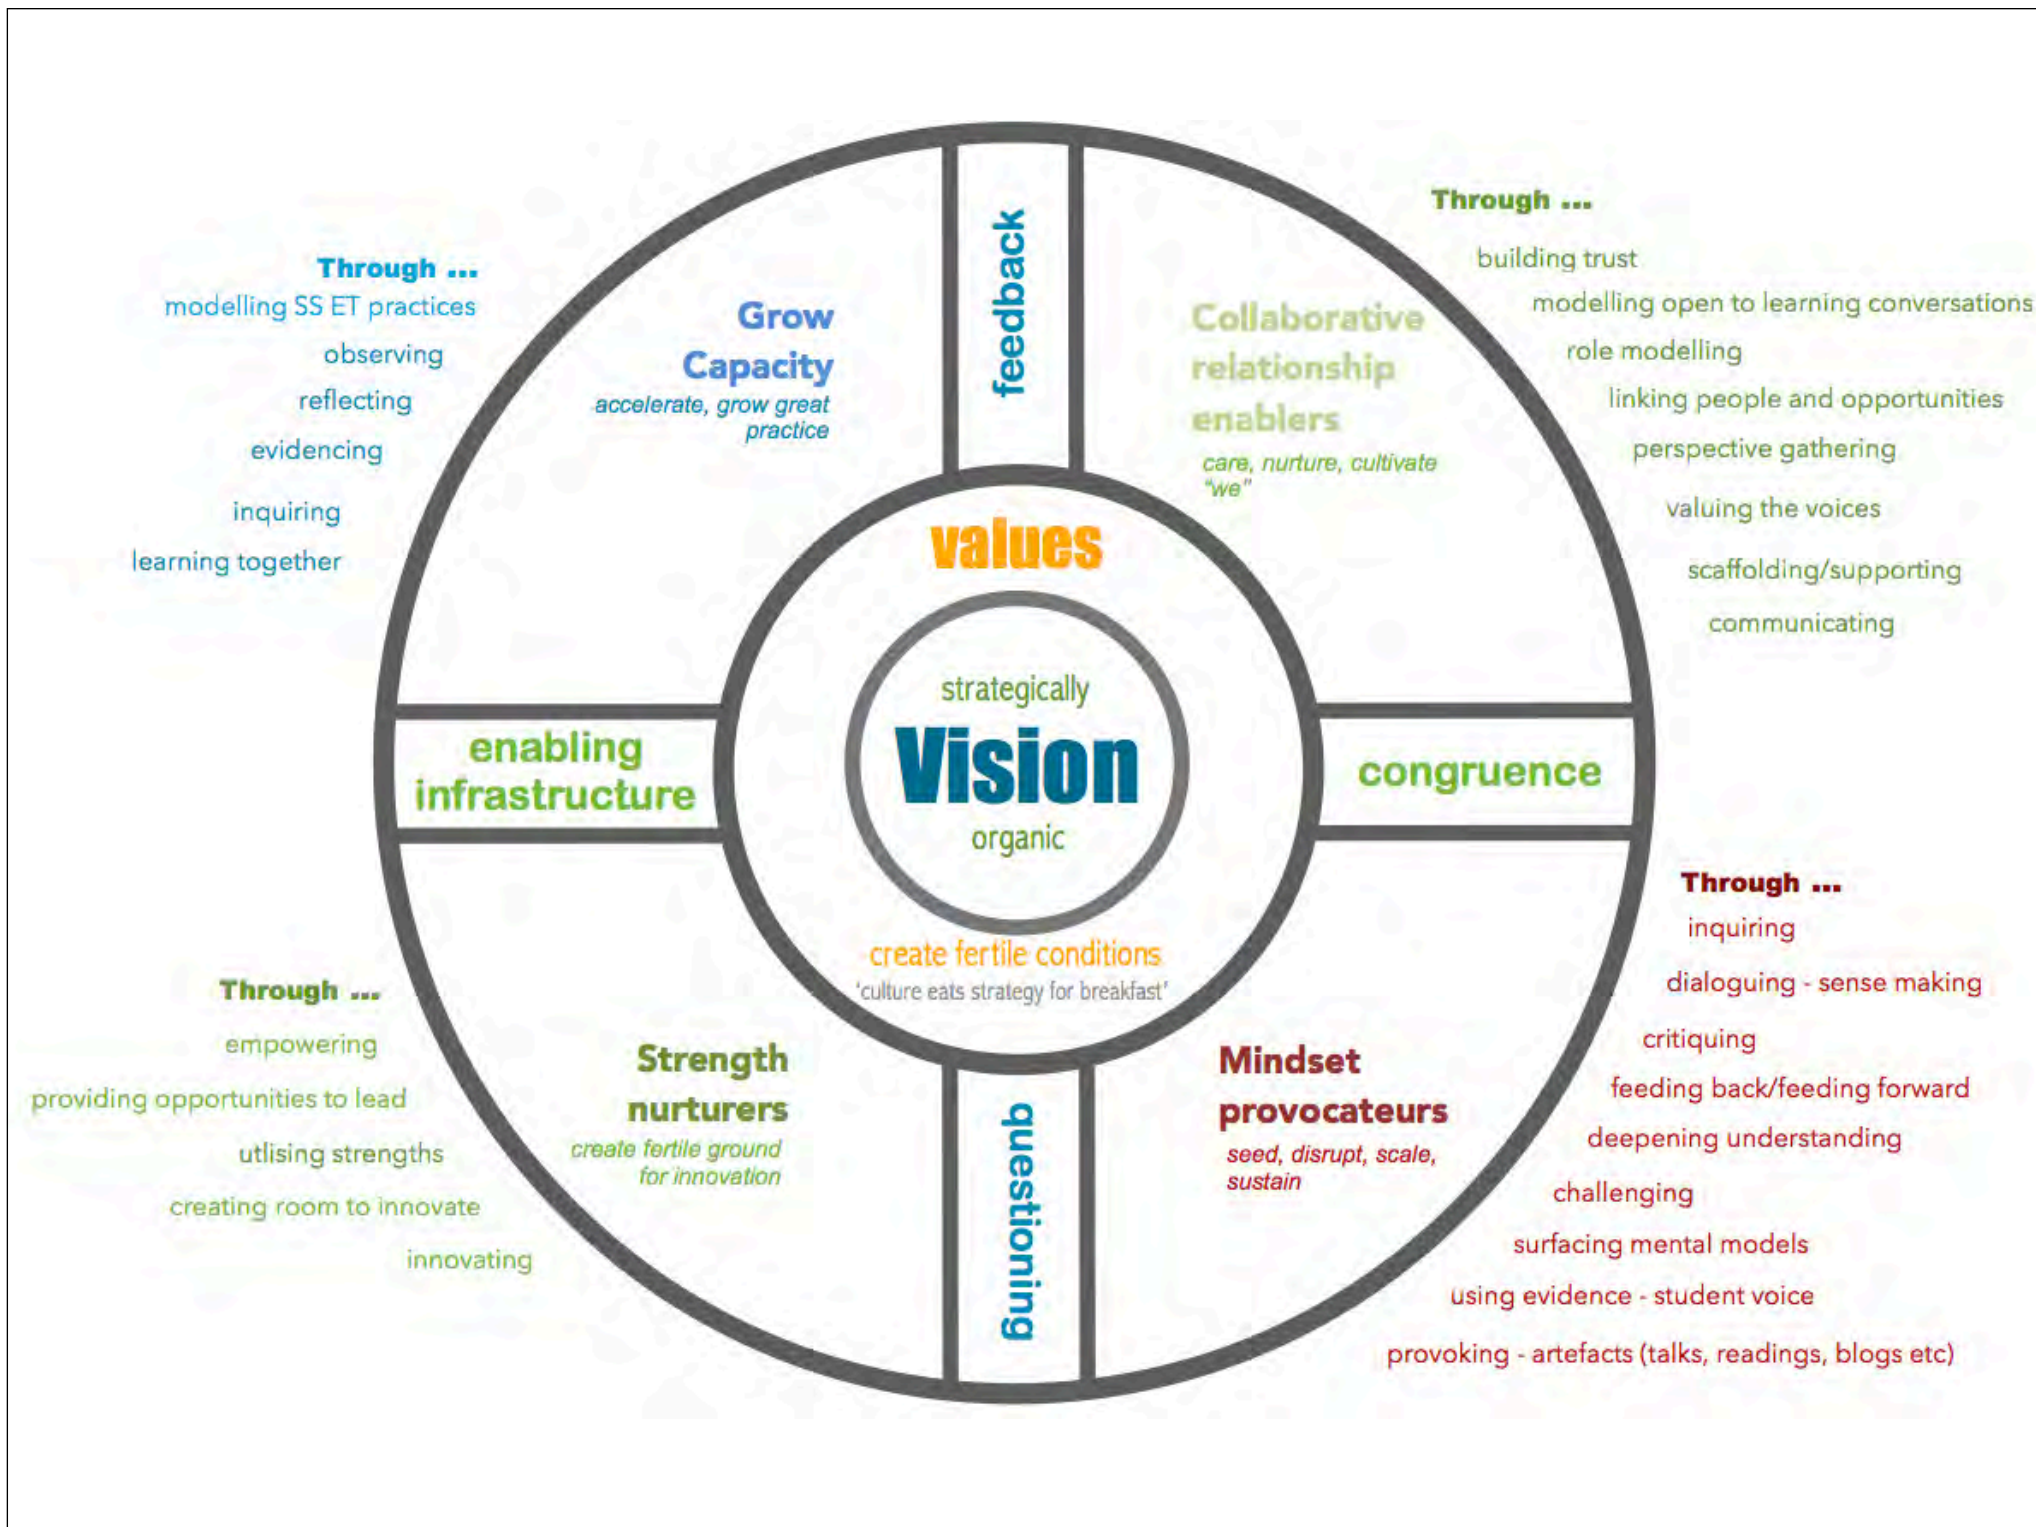 Through ...
modelling SS ET practices
observing
reflecting
evidencing
inquiring
learning together
Grow
Capacity
accelerate, grow great
practice
feedback
Collaborative
relationship
enablers
care, nurture, cultivate
"we"
Through ...
building trust
modelling open to learning conversations
role modelling
linking people and opportunities
perspective gathering
valuing the voices
scaffolding/supporting
communicating
values
strategically
Vision
organic
create fertile conditions
'culture eats strategy for breakfast'
enabling
infrastructure
congruence
Through ...
empowering
providing opportunities to lead
utlising strengths
creating room to innovate
innovating
Strength
nurturers
create fertile ground
for innovation
questioning
Mindset
provocateurs
seed, disrupt, scale,
sustain
Through ...
inquiring
dialoguing - sense making
critiquing
feeding back/feeding forward
deepening understanding
challenging
surfacing mental models
using evidence - student voice
provoking - artefacts (talks, readings, blogs etc)